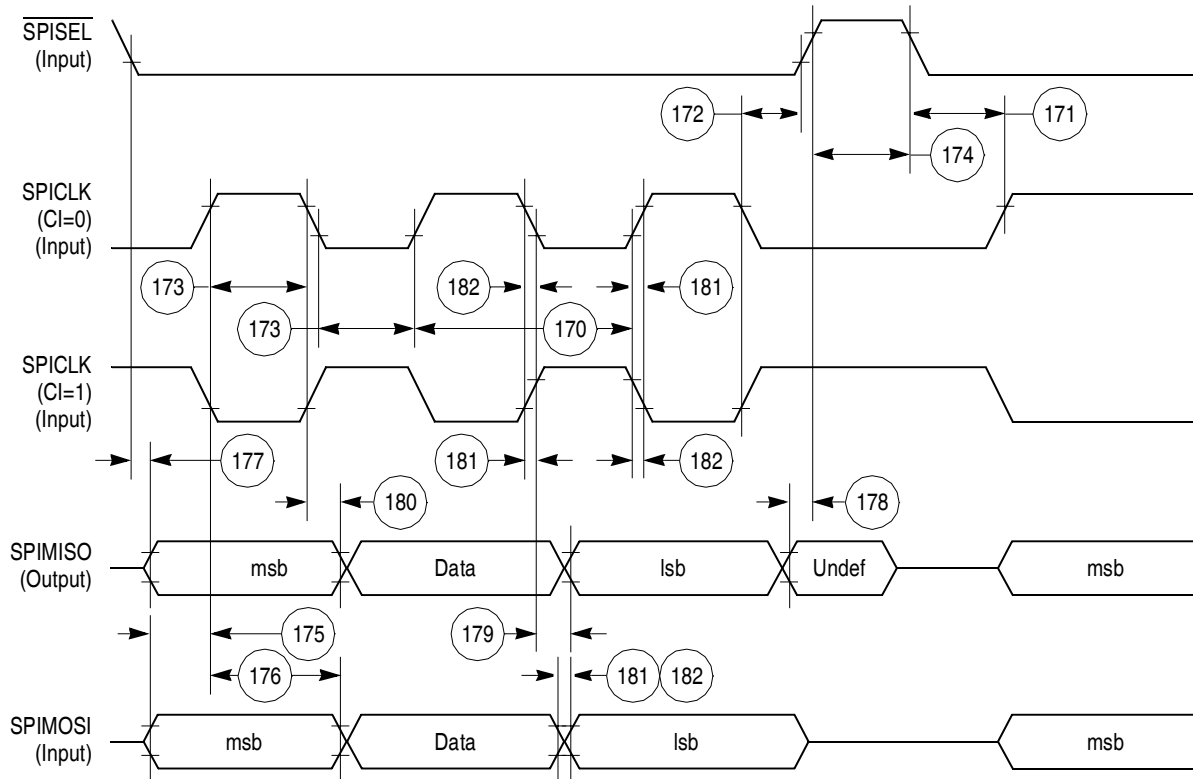 SPISEL
(Input)
172
171
174
SPICLK
(CI=0)
(Input)
173
182
181
173
170
SPICLK
(CI=1)
(Input)
177
181
182
180
178
SPIMISO
(Output)
msb
Data
lsb
Undef
msb
175
179
176
181
182
SPIMOSI
(Input)
msb
Data
lsb
msb